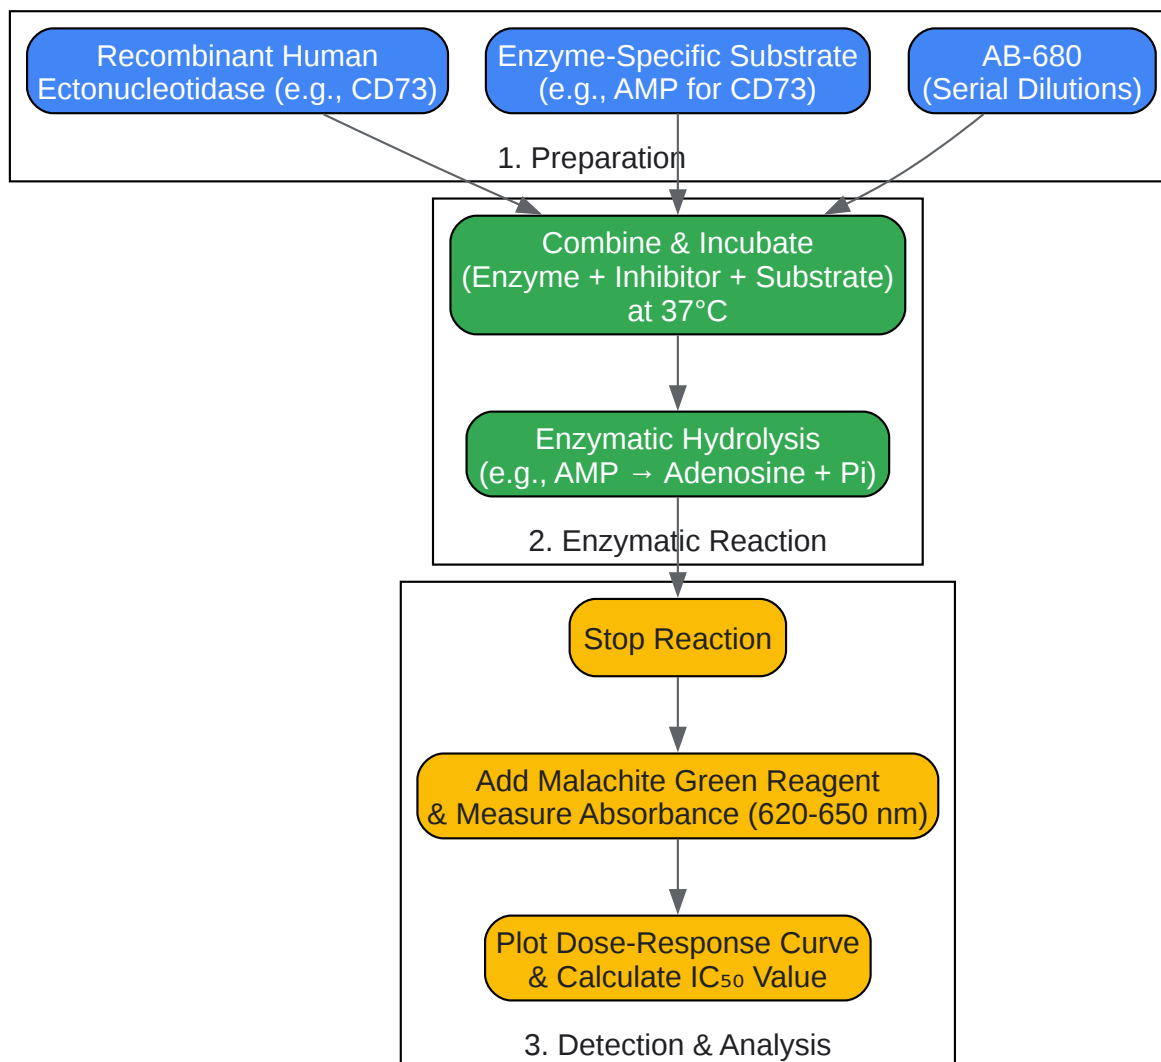 Recombinant Human
Ectonucleotidase (e.g., CD73)
Enzyme-Specific Substrate
(e.g., AMP for CD73)
AB-680
(Serial Dilutions)
1. Preparation
Combine & Incubate
(Enzyme + Inhibitor + Substrate)
at 37°C
Enzymatic Hydrolysis
(e.g., AMP → Adenosine + Pi)
2. Enzymatic Reaction
Stop Reaction
Add Malachite Green Reagent
& Measure Absorbance (620-650 nm)
Plot Dose-Response Curve
& Calculate IC₅₀ Value
3. Detection & Analysis